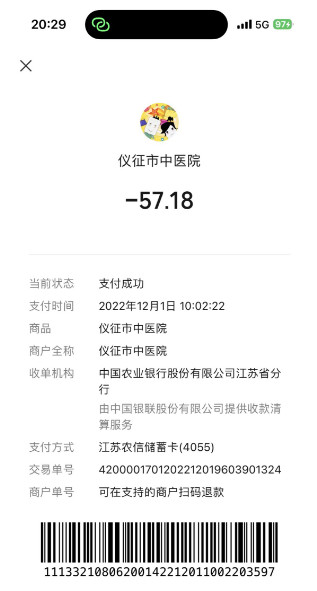 20:29
5G
97
仪征市中医院
-57.18
当前状态 支付成功
支付时间 2022年12月1日 10:02:22
商品 仪征市中医院
商户全称 仪征市中医院
收单机构 中国农业银行股份有限公司江苏省分
行
由中国银联股份有限公司提供收款清
算服务
支付方式 江苏农信储蓄卡(4055)
交易单号 4200001701202212019603901324
商户单号 可在支持的商户扫码退款
11133210806200142212011002203597